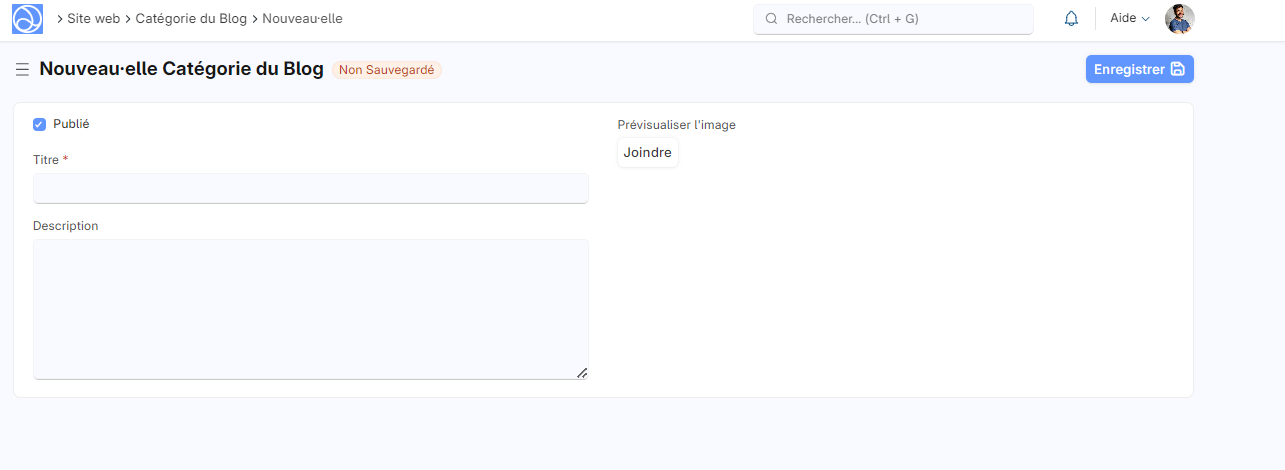 Site web > Catégorie du Blog > Nouveau·elle
Rechercher... (Ctrl + G)
Aide
Nouveau·elle Catégorie du Blog
Non Sauvegardé
Enregistrer
Publié
Prévisualiser l'image
Joindre
Titre *
Description